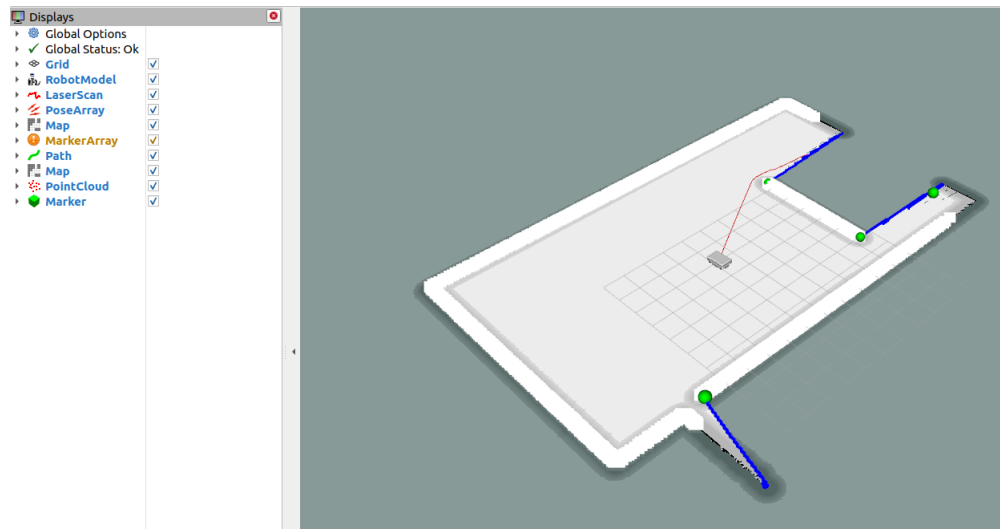 Displays
Global Options
Global Status: Ok
Grid
RobotModel
LaserScan
PoseArray
Map
MarkerArray
Path
Map
PointCloud
Marker